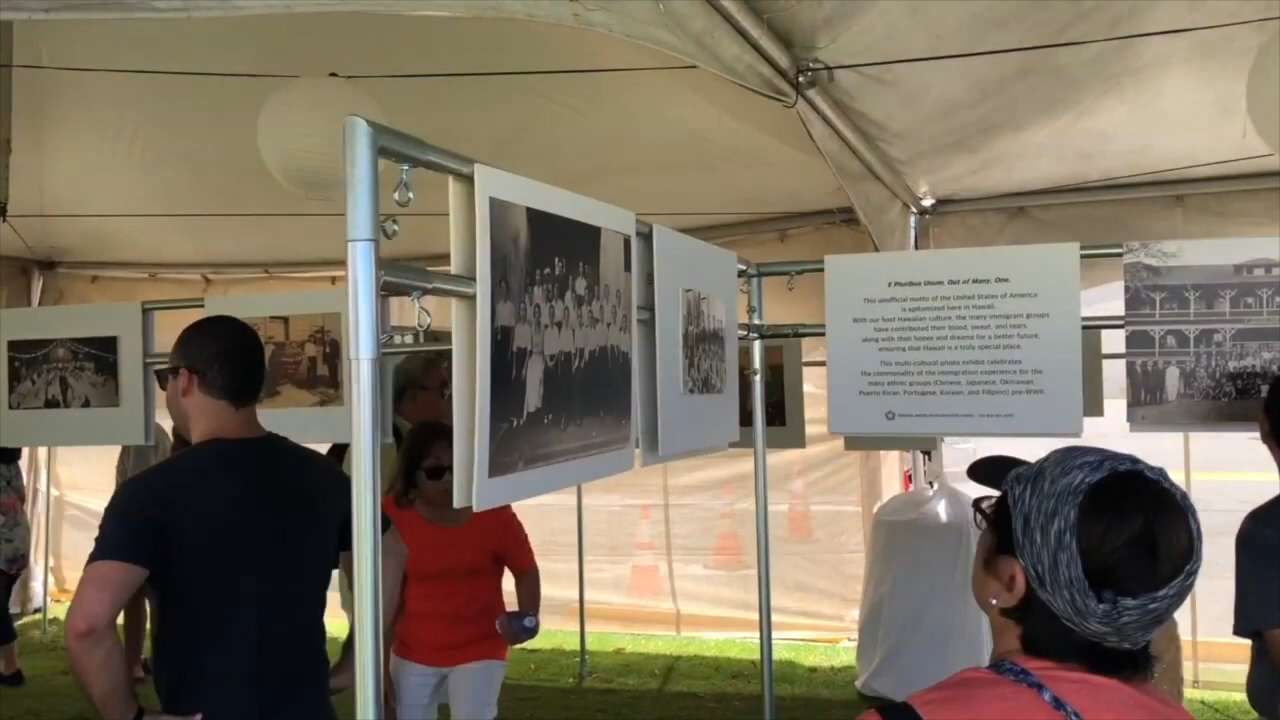 E Pluribus Unum, Out of Many, One.
This unofficial motto of the United States of America
is epitomized here in Hawaii.
With our host Hawaiian culture, the many immigrant groups
have contributed their blood, sweat, and tears
along with their hopes and dreams for a better future,
ensuring that Hawaii is a truly special place.
This multi-cultural photo exhibit celebrates
the commonality of the immigration experience for the
many ethnic groups (Chinese, Japanese, Okinawan,
Puerto Rican, Portugese, Korean, and Filipino) pre-WWII.